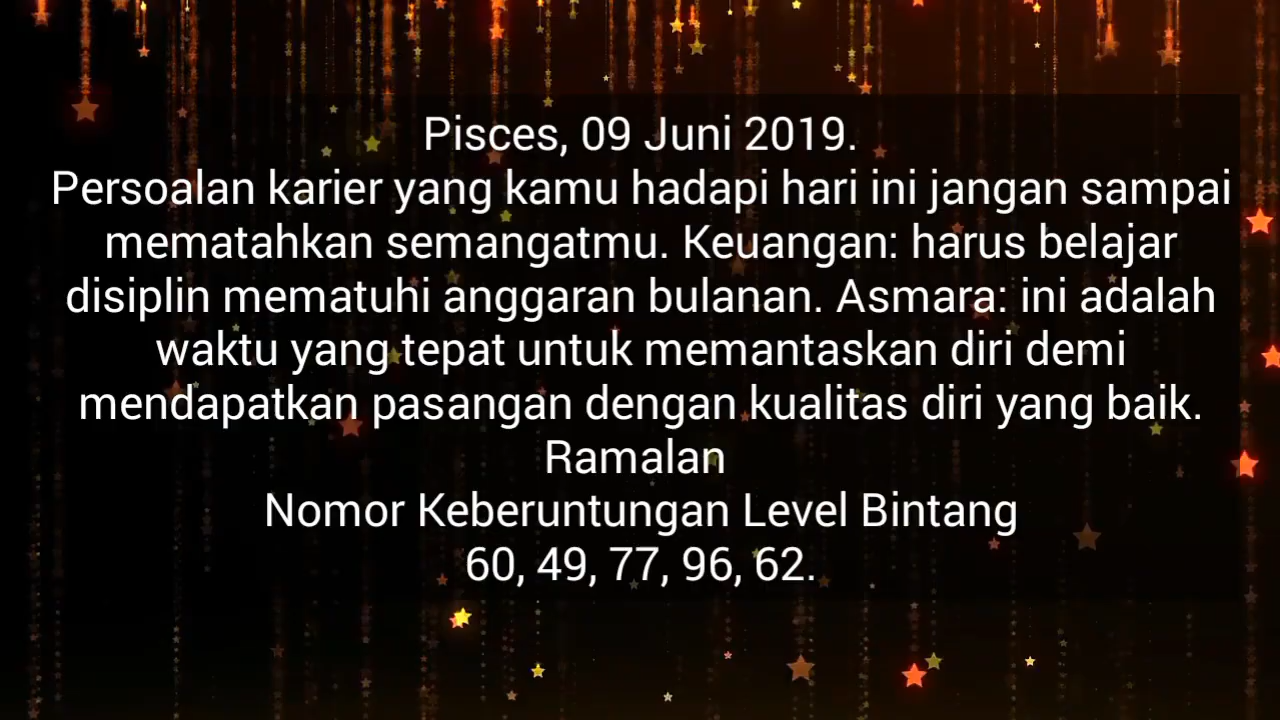 Pisces, 09 Juni 2019.
Persoalan karier yang kamu hadapi hari ini jangan sampai
mematahkan semangatmu. Keuangan: harus belajar
disiplin mematuhi anggaran bulanan. Asmara: ini adalah
waktu yang tepat untuk memantaskan diri demi
mendapatkan pasangan dengan kualitas diri yang baik.
Ramalan
Nomor Keberuntungan Level Bintang
60, 49, 77, 96, 62.